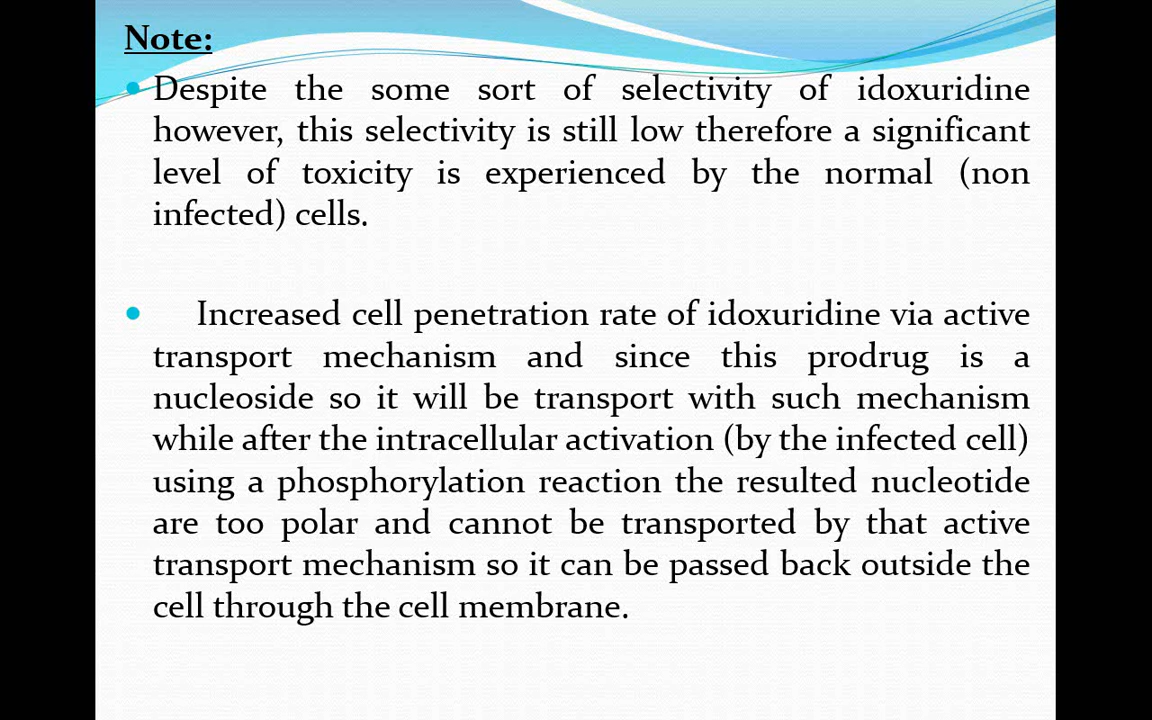 Note:
Despite the some sort of selectivity of idoxuridine
however, this selectivity is still low therefore a significant
level of toxicity is experienced by the normal (non
infected) cells.
Increased cell penetration rate of idoxuridine via active
transport mechanism and since this prodrug is a
nucleoside so it will be transport with such mechanism
while after the intracellular activation (by the infected cell)
using a phosphorylation reaction the resulted nucleotide
are too polar and cannot be transported by that active
transport mechanism so it can be passed back outside the
cell through the cell membrane.